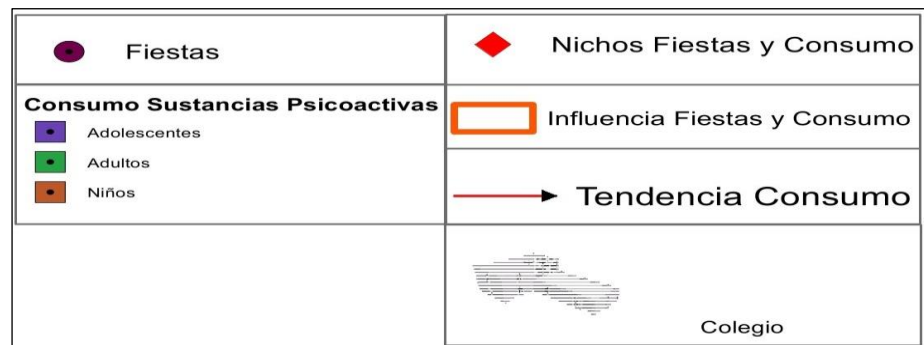 Fiestas
Consumo Sustancias Psicoactivas
Adolescentes
Adultos
Niños
Nichos Fiestas y Consumo
Influencia Fiestas y Consumo
Tendencia Consumo
Colegio